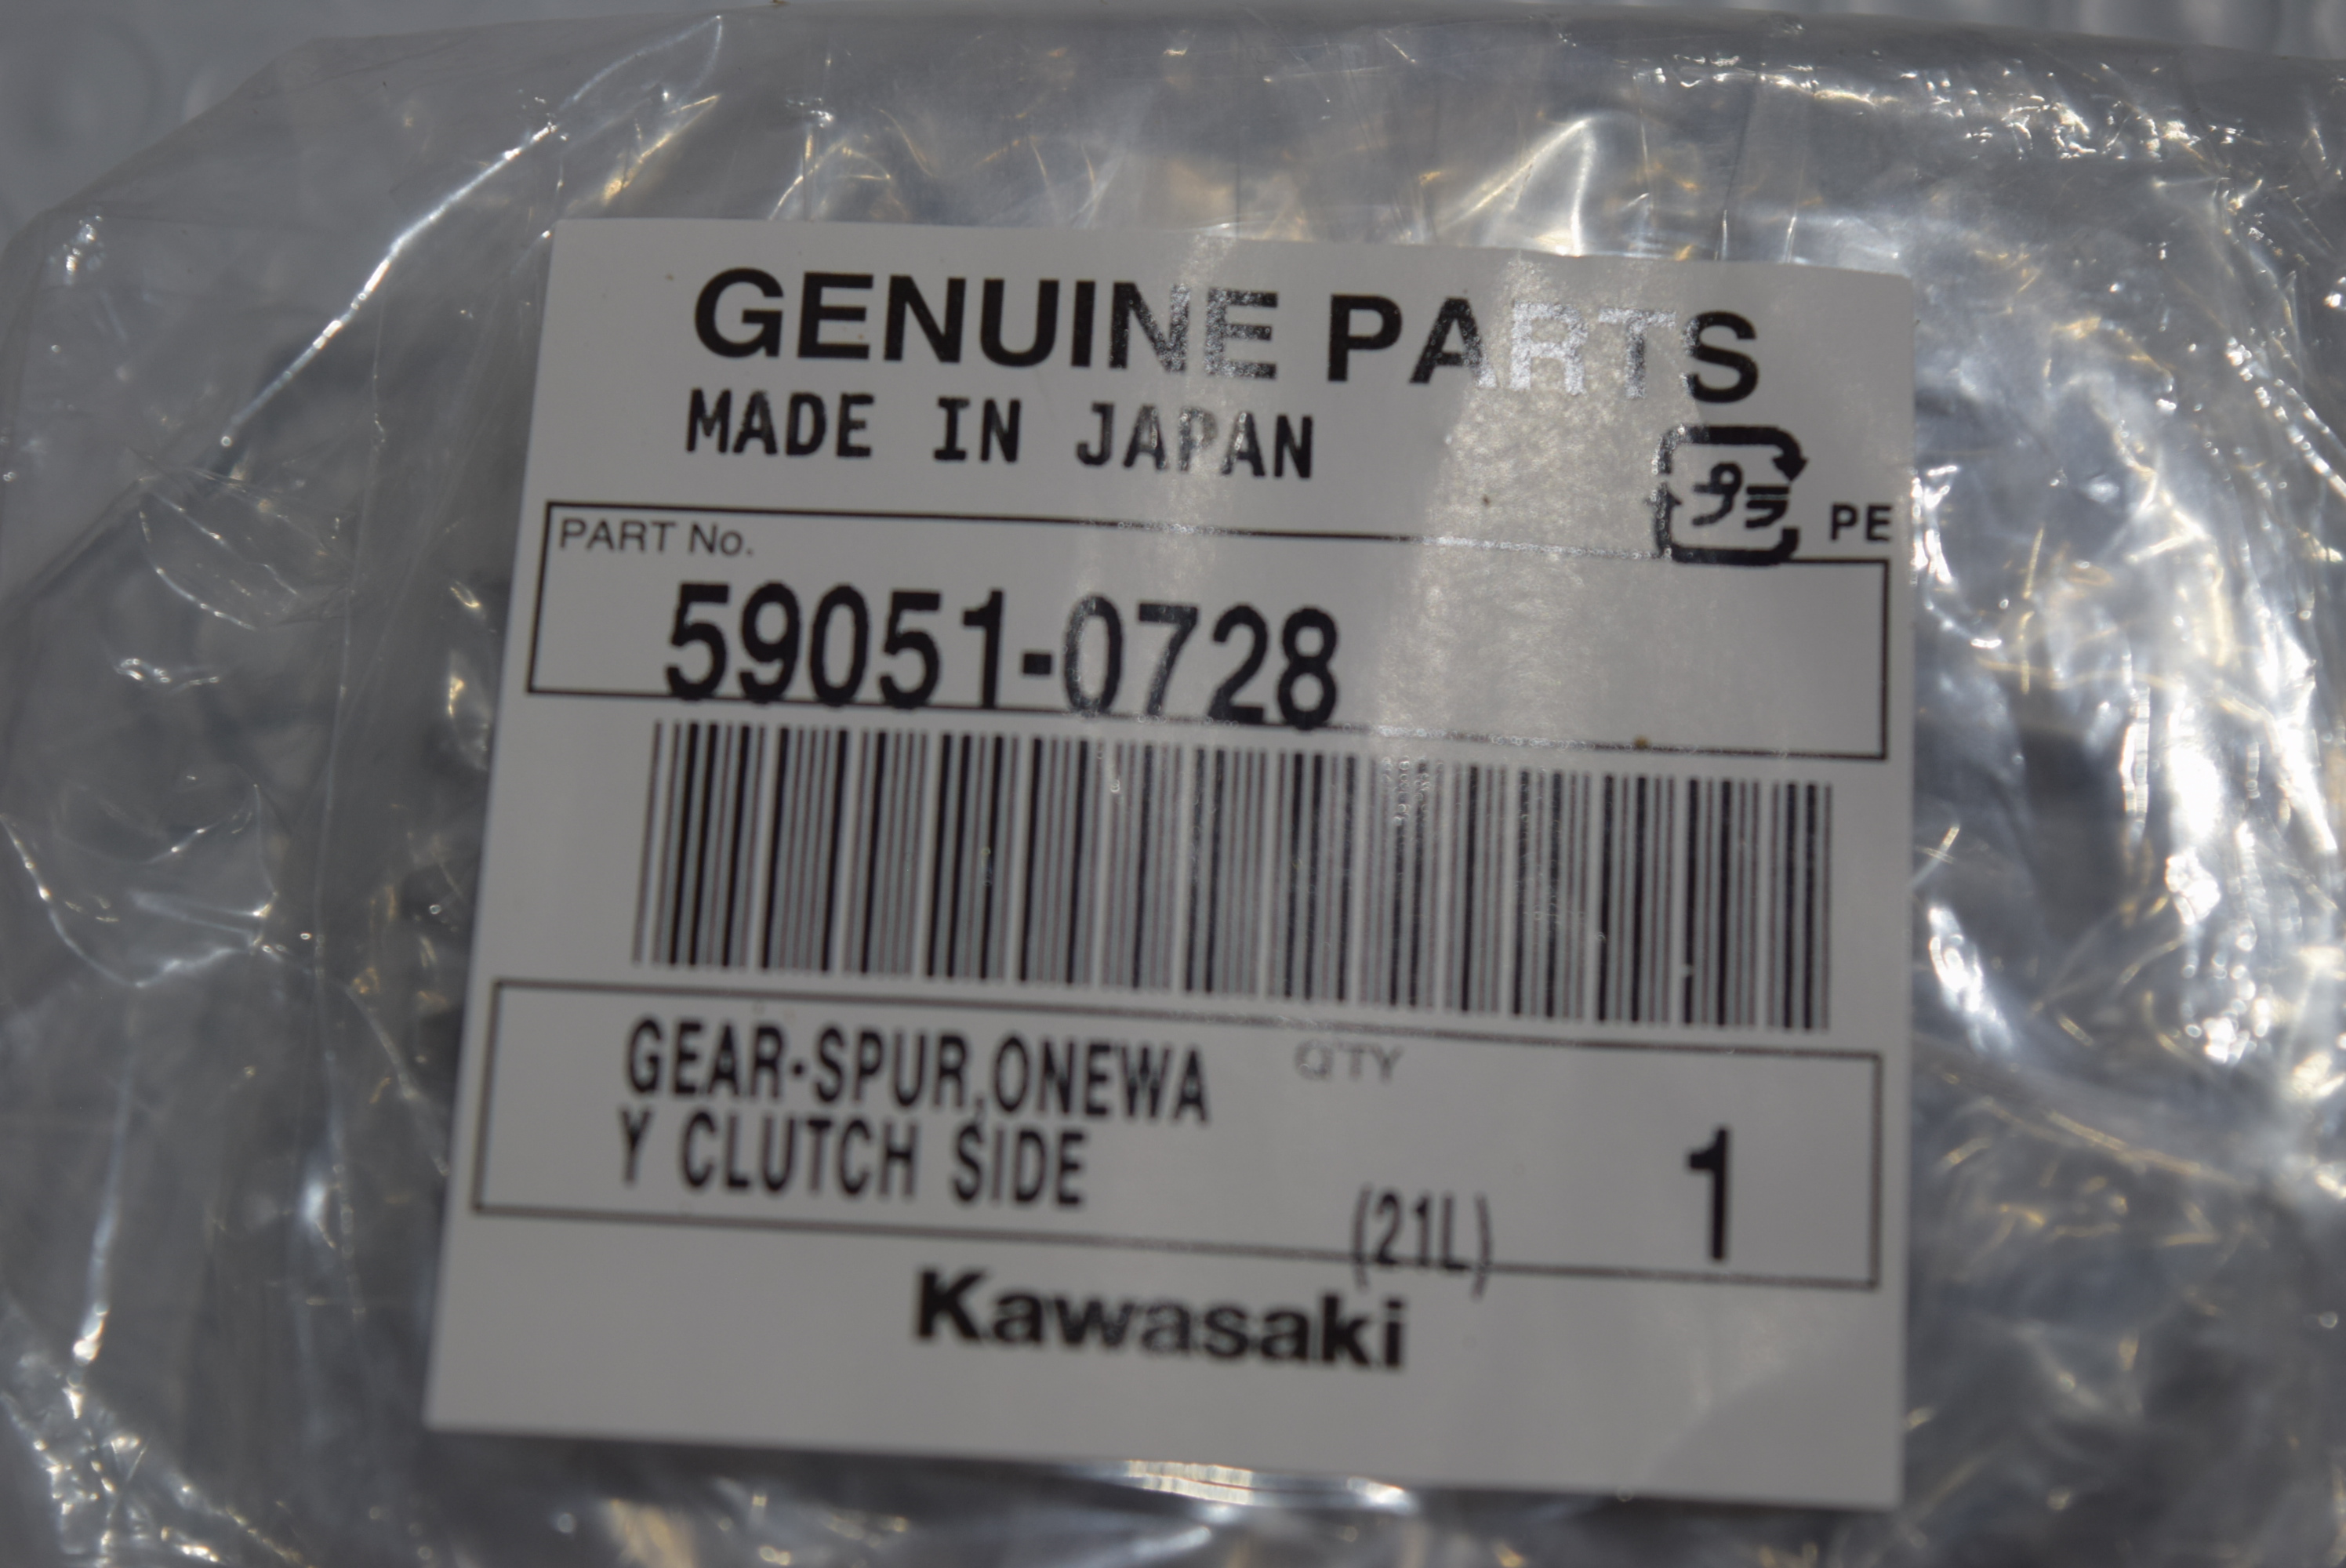 GENUINE PARTS
MADE IN JAPAN
プラ PE
PART No.
59051-0728
GEAR-SPUR,ONEWA
Y CLUTCH SIDE
Q'TY
(21L)
1
Kawasaki